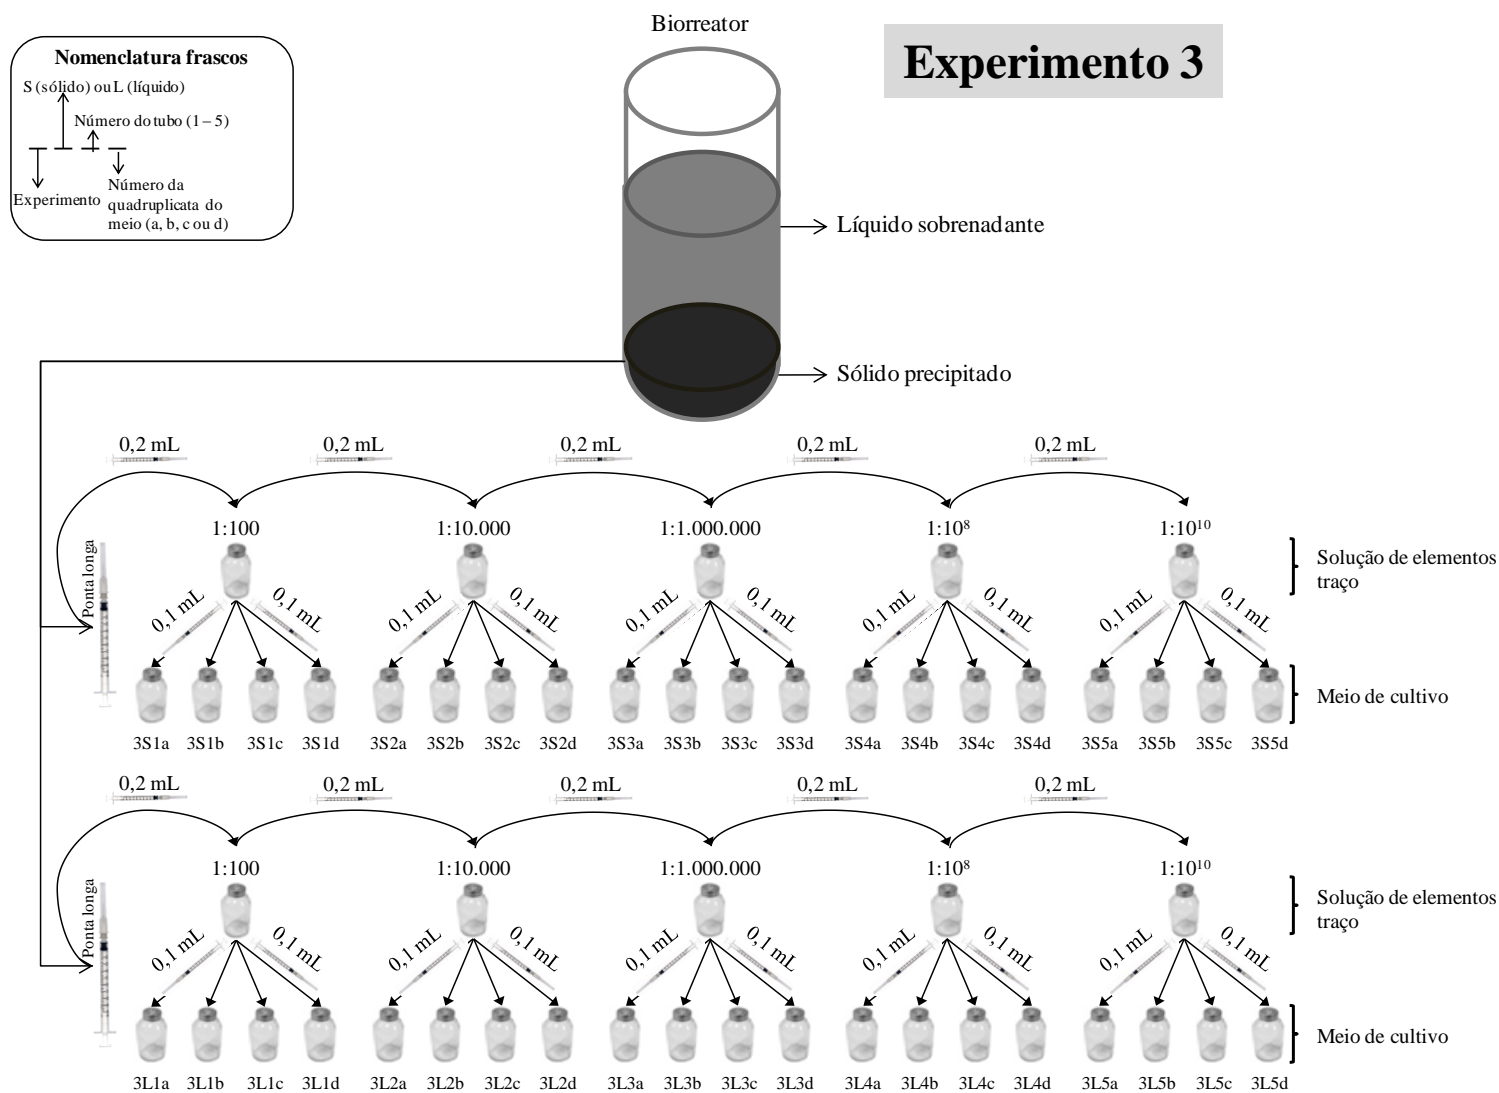 Biorreator
Experimento 3
Nomenclatura frascos
S (sólido) ou L (líquido)
Número do tubo (1 – 5)
Experimento
Número da
quadruplicata do
meio (a, b, c ou d)
Líquido sobrenadante
Sólido precipitado
0,2 mL 0,2 mL 0,2 mL 0,2 mL 0,2 mL
1:100 1:10.000 1:1.000.000 1:10⁸ 1:10¹⁰
Ponta longa
Solução de elementos
traço
0,1 mL 0,1 mL 0,1 mL 0,1 mL 0,1 mL 0,1 mL 0,1 mL 0,1 mL 0,1 mL 0,1 mL
Meio de cultivo
3S1a 3S1b 3S1c 3S1d 3S2a 3S2b 3S2c 3S2d 3S3a 3S3b 3S3c 3S3d 3S4a 3S4b 3S4c 3S4d 3S5a 3S5b 3S5c 3S5d
0,2 mL 0,2 mL 0,2 mL 0,2 mL 0,2 mL
1:100 1:10.000 1:1.000.000 1:10⁸ 1:10¹⁰
Ponta longa
Solução de elementos
traço
0,1 mL 0,1 mL 0,1 mL 0,1 mL 0,1 mL 0,1 mL 0,1 mL 0,1 mL 0,1 mL 0,1 mL
Meio de cultivo
3L1a 3L1b 3L1c 3L1d 3L2a 3L2b 3L2c 3L2d 3L3a 3L3b 3L3c 3L3d 3L4a 3L4b 3L4c 3L4d 3L5a 3L5b 3L5c 3L5d